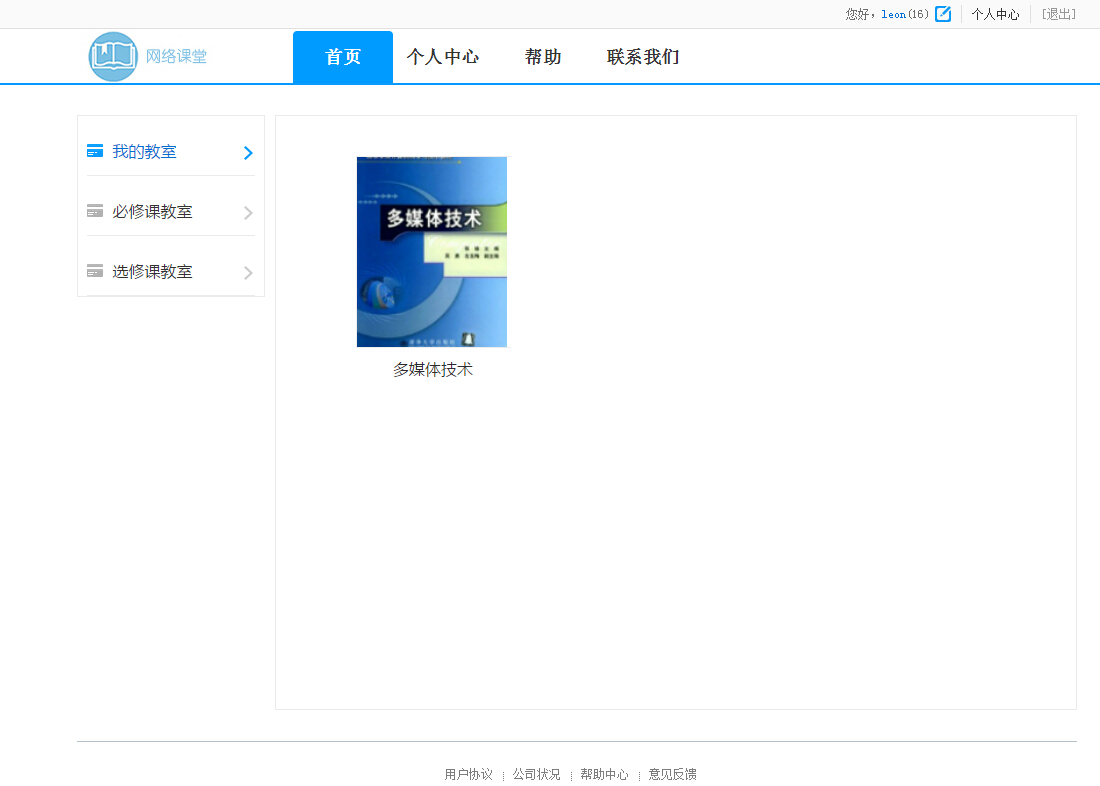 您好，leon(16) 个人中心 [退出]
网络课堂 首页 个人中心 帮助 联系我们
我的教室
必修课教室
选修课教室
多媒体技术
多媒体技术
用户协议 | 公司状况 | 帮助中心 | 意见反馈